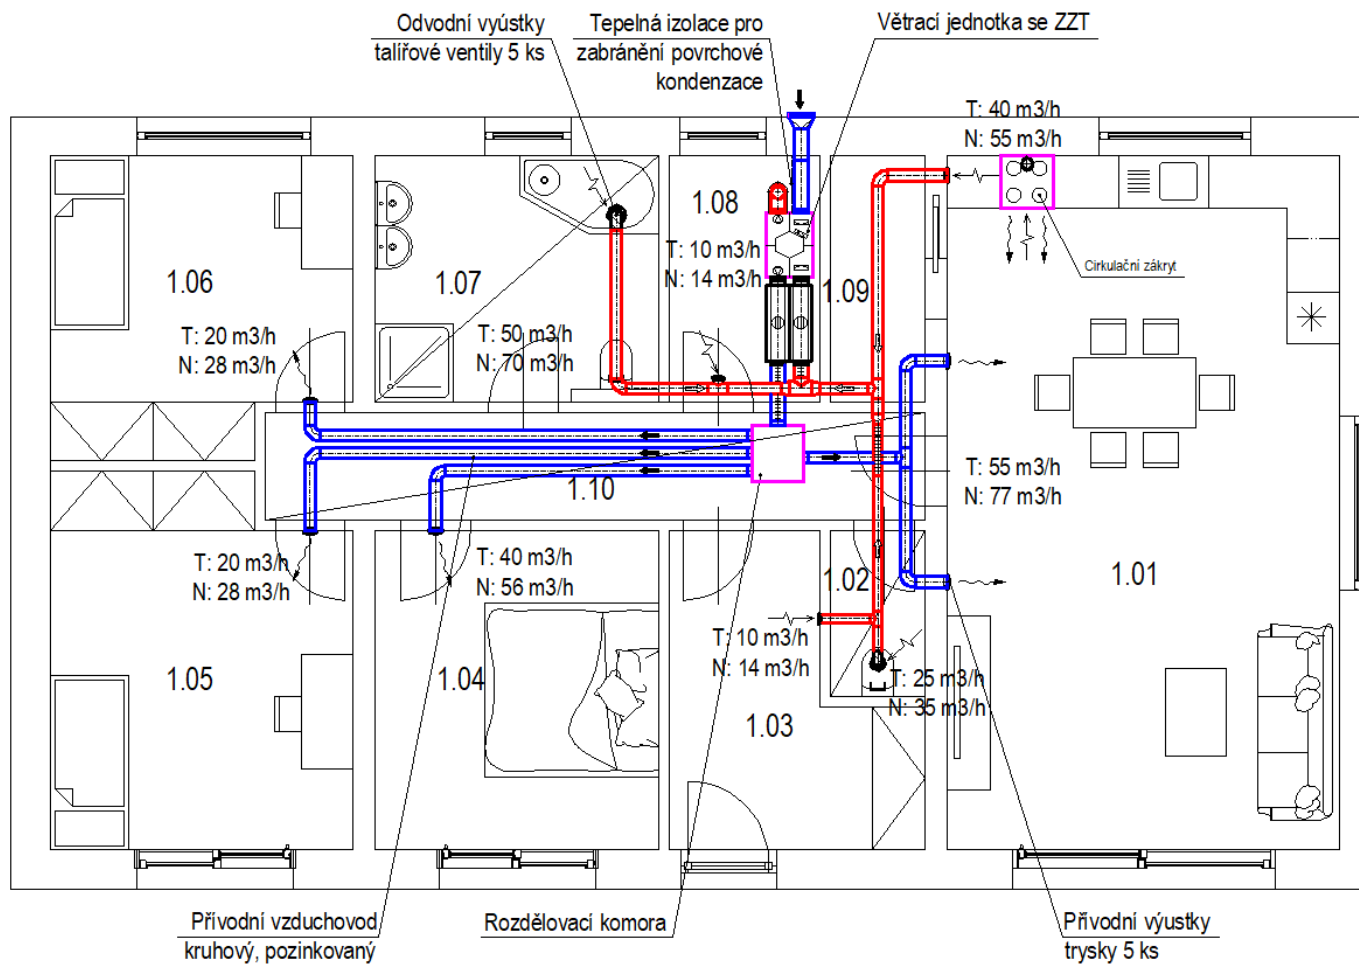 Odvodní vyústky
talířové ventily 5 ks
Tepelná izolace pro
zabránění povrchové
kondenzace
Větrací jednotka se ZZT
T: 40 m3/h
N: 55 m3/h
1.08
T: 10 m3/h
N: 14 m3/h
1.06
1.07
1.09
Cirkulační zákryt
T: 20 m3/h
N: 28 m3/h
T: 50 m3/h
N: 70 m3/h
T: 55 m3/h
N: 77 m3/h
1.10
T: 20 m3/h
N: 28 m3/h
T: 40 m3/h
N: 56 m3/h
1.02
1.01
T: 10 m3/h
N: 14 m3/h
T: 25 m3/h
N: 35 m3/h
1.05
1.04
1.03
Přívodní vzduchovod
kruhový, pozinkovaný
Rozdělovací komora
Přívodní výustky
trysky 5 ks